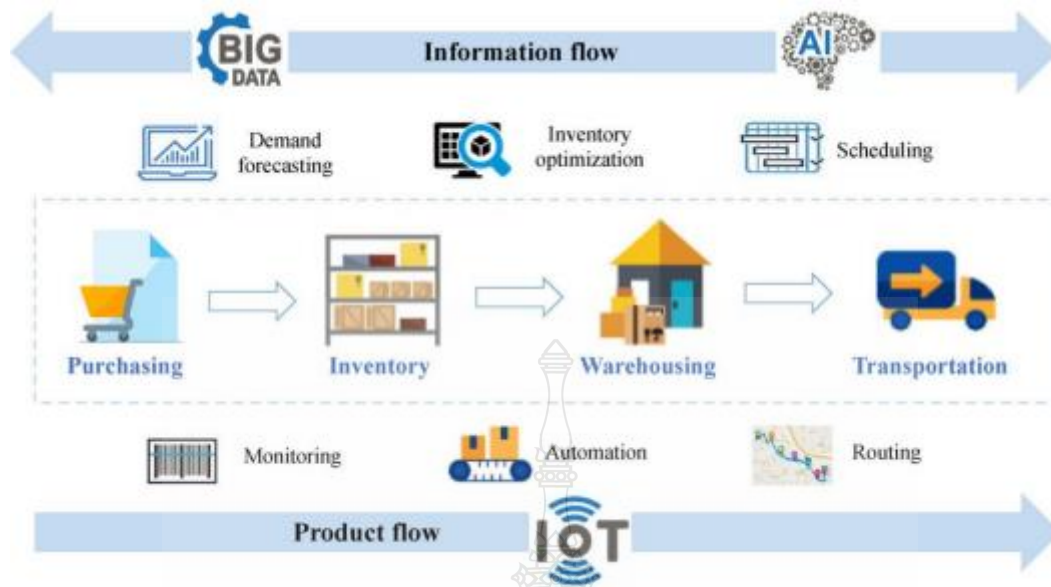 BIG
DATA
Information flow
AI
Demand
forecasting
Inventory
optimization
Scheduling
Purchasing
Inventory
Warehousing
Transportation
Monitoring
Automation
Routing
Product flow
IOT